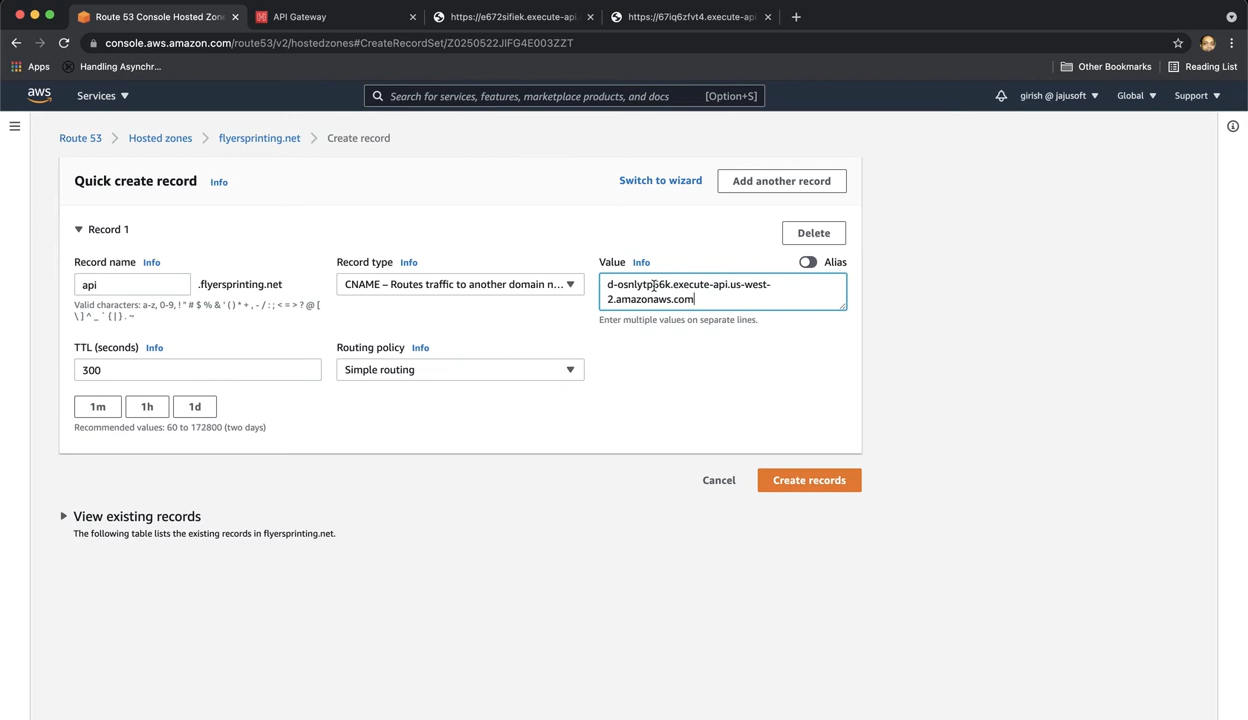 Route 53 Console Hosted Zone
API Gateway
https://e672sifiek.execute-api.
https://67iq6zfvt4.execute-api.
console.aws.amazon.com/route53/v2/hostedzones#CreateRecordSet/Z0250522JIFG4E003ZZT
Apps
Handling Asynchr...
Other Bookmarks
Reading List
aws
Services
Search for services, features, marketplace products, and docs
[Option+S]
girish @ jajusoft
Global
Support
Route 53
Hosted zones
flyersprinting.net
Create record
Quick create record
Info
Switch to wizard
Add another record
Record 1
Delete
Record name
Info
Record type
Info
Value
Info
Alias
api
.flyersprinting.net
CNAME – Routes traffic to another domain n...
d-osnlytp66k.execute-api.us-west-
2.amazonaws.com
Valid characters: a-z, 0-9, ! " # $ % & ' ( ) * + , - / : ; < = > ? @ [
\ ] ^ _ ` { | } . ~
Enter multiple values on separate lines.
TTL (seconds)
Info
Routing policy
Info
300
Simple routing
1m
1h
1d
Recommended values: 60 to 172800 (two days)
Cancel
Create records
View existing records
The following table lists the existing records in flyersprinting.net.